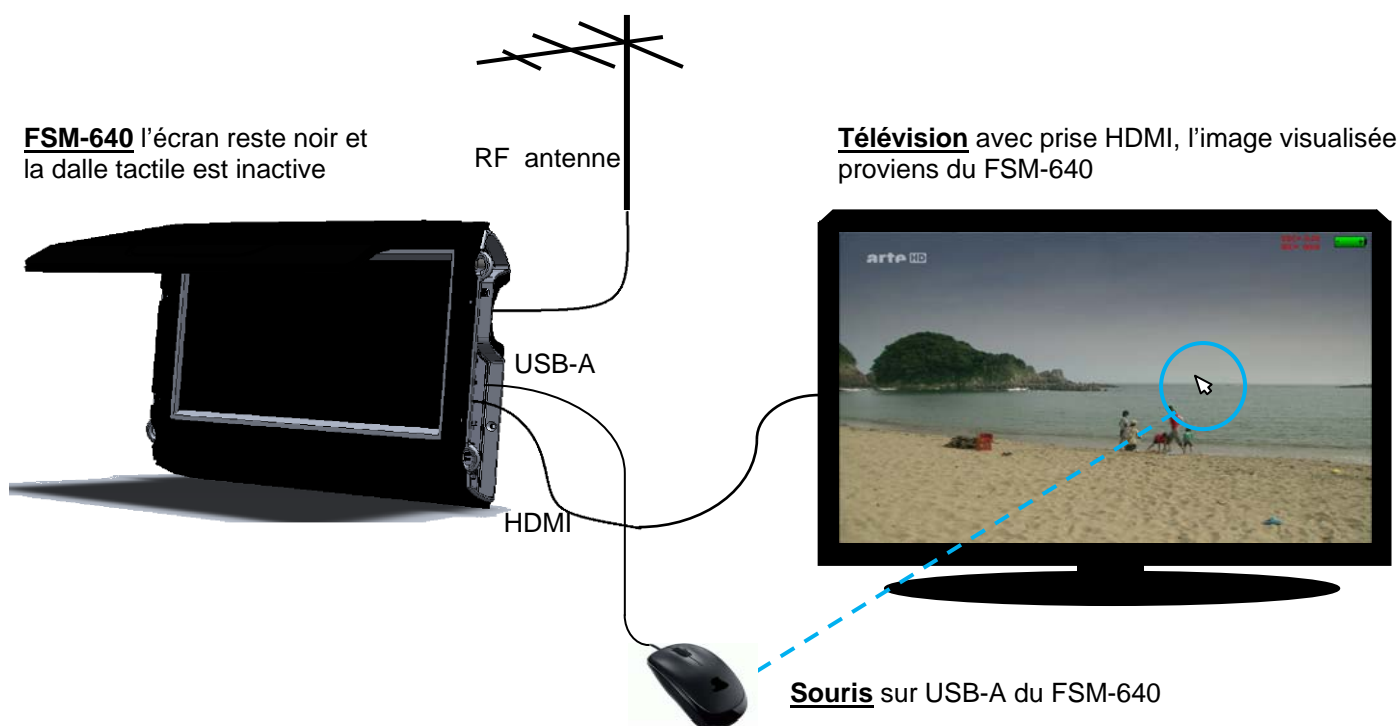 FSM-640 l'écran reste noir et
la dalle tactile est inactive
RF antenne
Télévision avec prise HDMI, l'image visualisée
proviens du FSM-640
arte HD
USB-A
HDMI
Souris sur USB-A du FSM-640